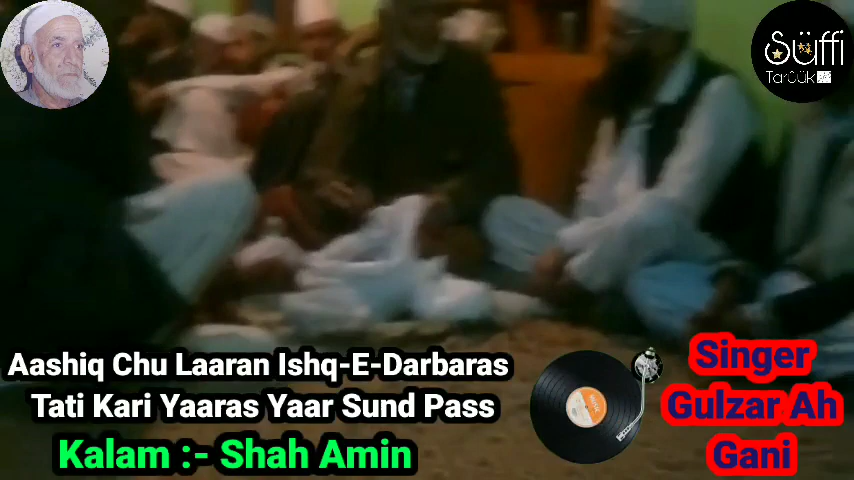 Süffi
Tarüük
Aashiq Chu Laaran Ishq-E-Darbaras
Tati Kari Yaaras Yaar Sund Pass
Kalam :- Shah Amin
Singer
Gulzar Ah
Gani